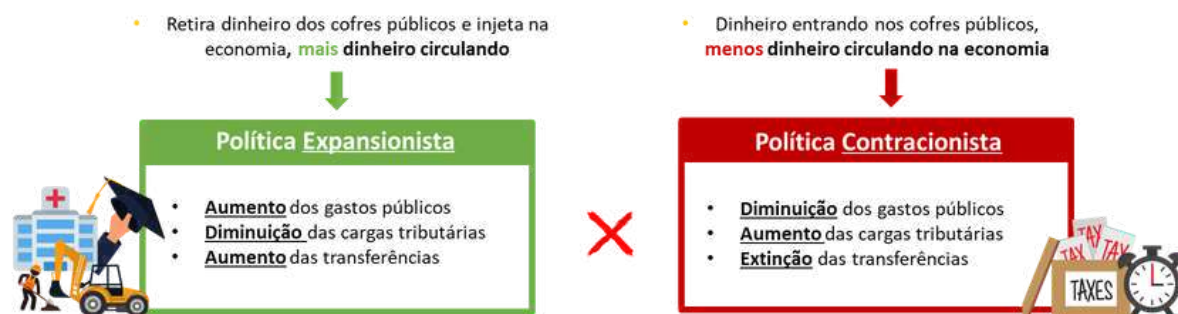 • Retira dinheiro dos cofres públicos e injeta na
economia, mais dinheiro circulando
Política Expansionista
• Aumento dos gastos públicos
• Diminuição das cargas tributárias
• Aumento das transferências
• Dinheiro entrando nos cofres públicos,
menos dinheiro circulando na economia
Política Contracionista
• Diminuição dos gastos públicos
• Aumento das cargas tributárias
• Extinção das transferências
TAX
TAX
TAX
TAXES